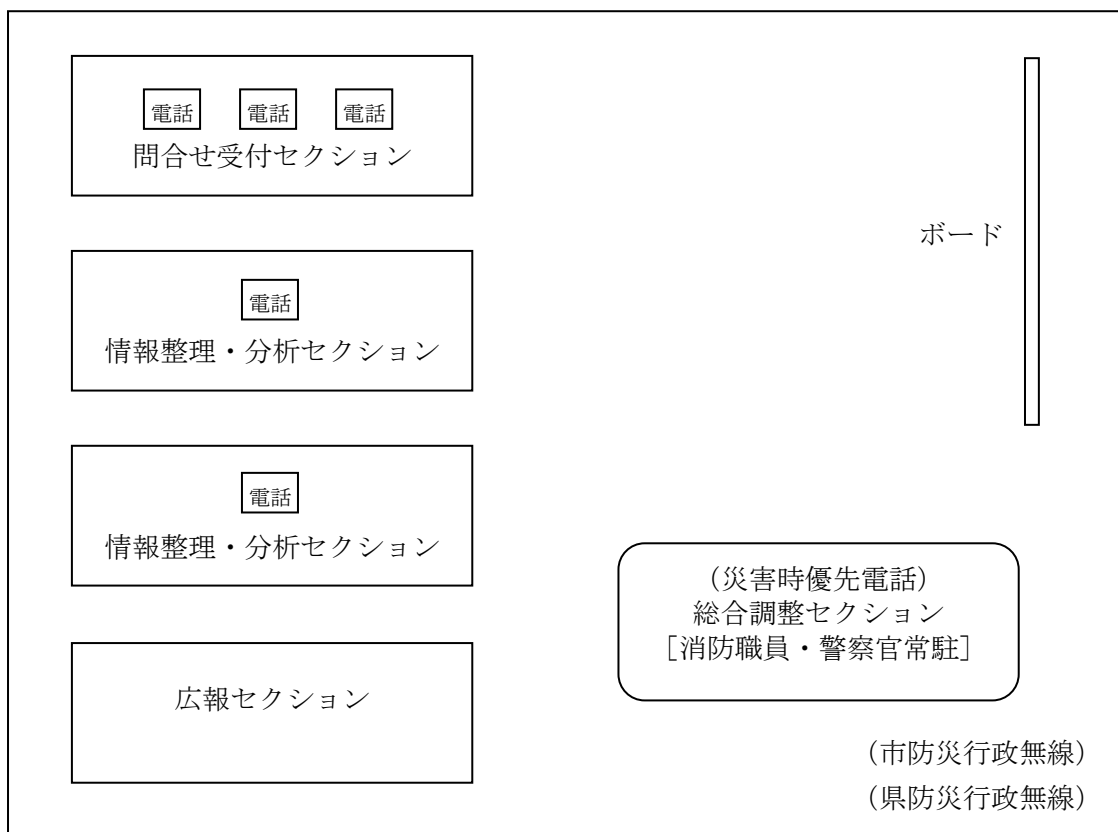 電話 電話 電話
問合せ受付セクション
ボード
電話
情報整理・分析セクション
電話
情報整理・分析セクション
（災害時優先電話）
総合調整セクション
［消防職員・警察官常駐］
広報セクション
（市防災行政無線）
（県防災行政無線）